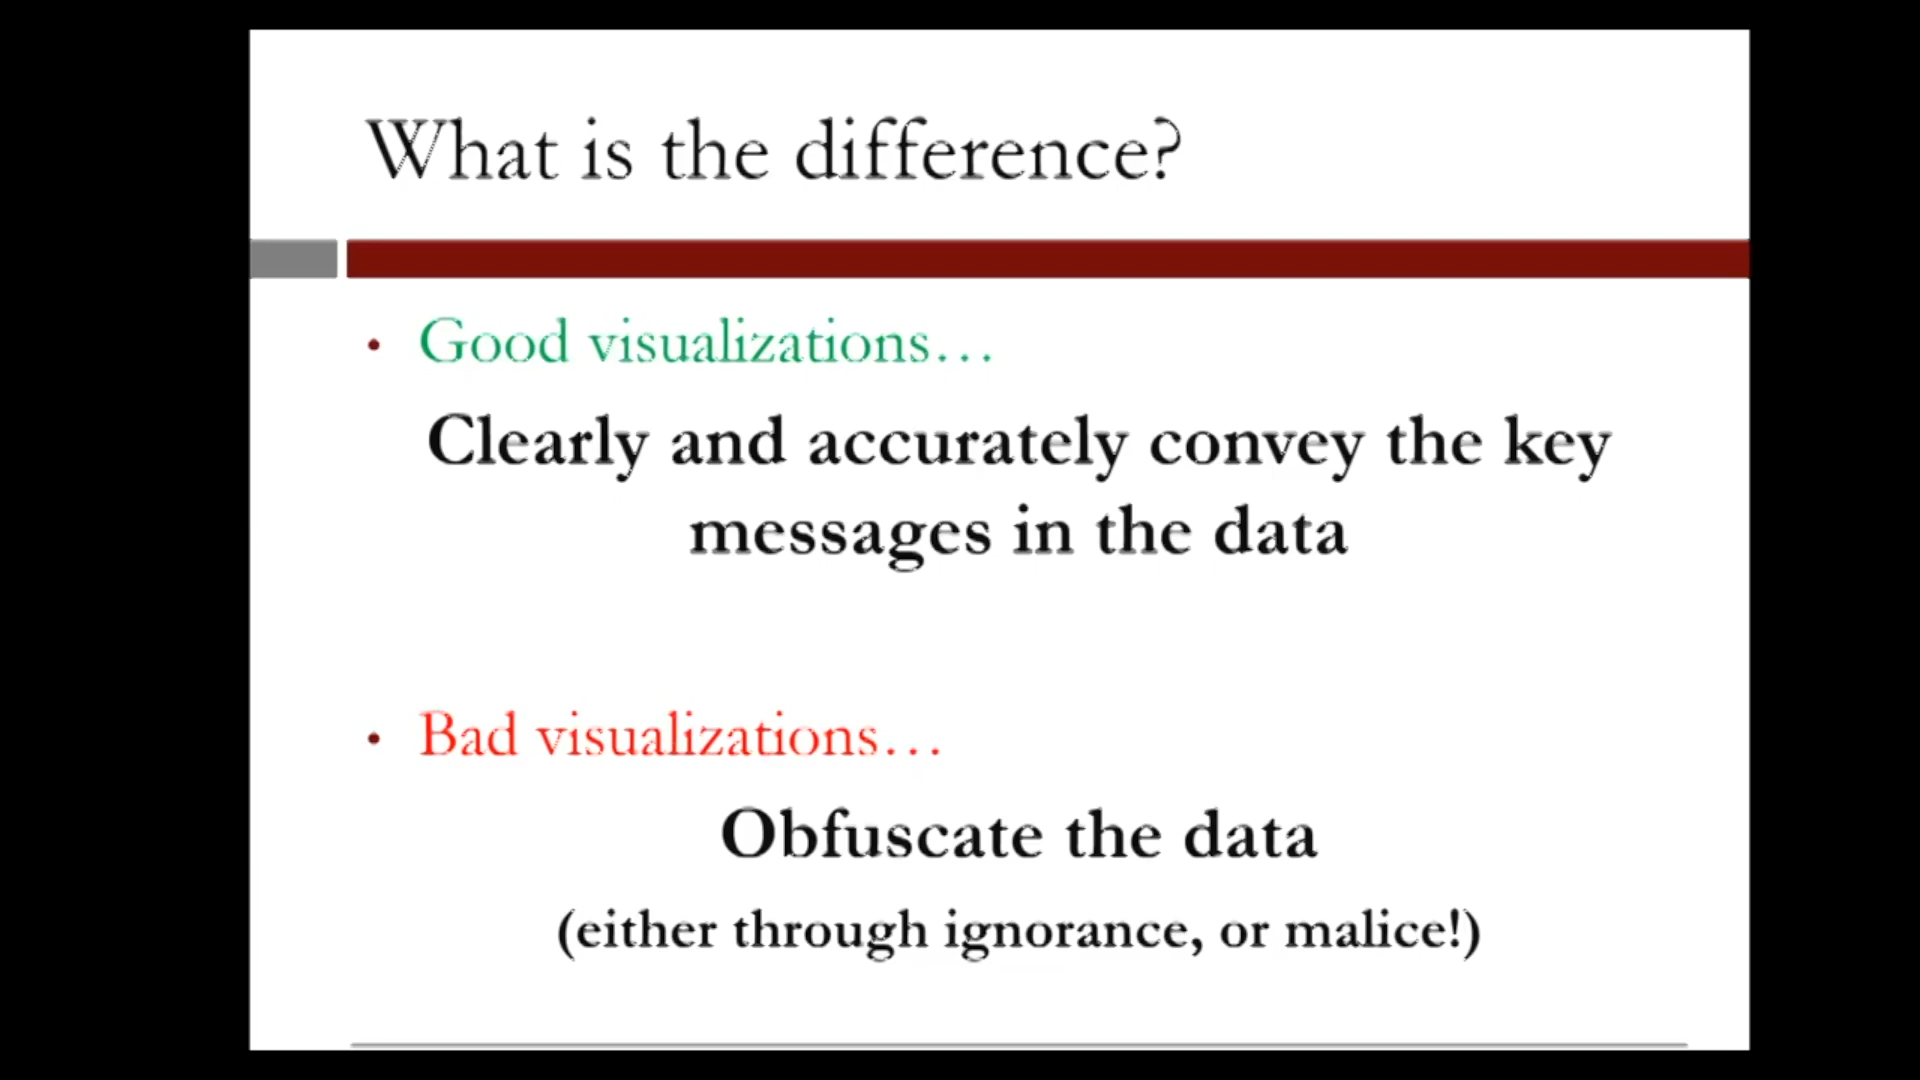 What is the difference?
• Good visualizations…
Clearly and accurately convey the key
messages in the data
• Bad visualizations…
Obfuscate the data
(either through ignorance, or malice!)